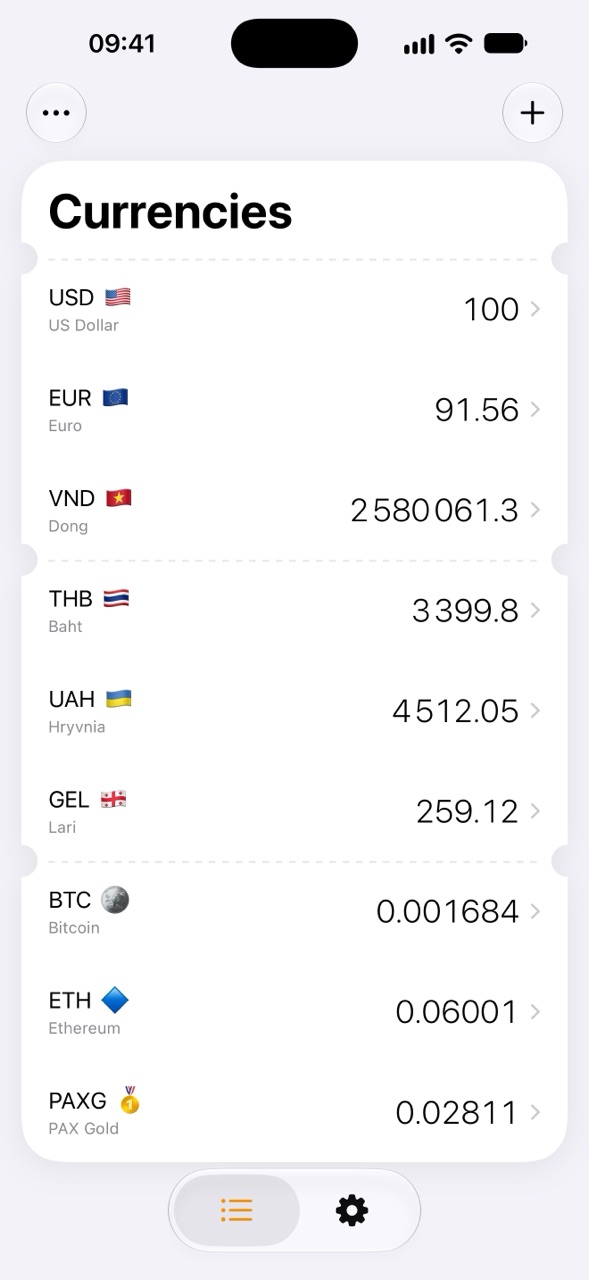 09:41
Currencies
USD 🇺🇸 100
US Dollar
EUR 🇪🇺 91.56
Euro
VND 🇻🇳 2 580 061.3
Dong
THB 🇹🇭 3 399.8
Baht
UAH 🇺🇦 4 512.05
Hryvnia
GEL 🇬🇪 259.12
Lari
BTC 0.001684
Bitcoin
ETH 0.06001
Ethereum
PAXG 🥇 0.02811
PAX Gold